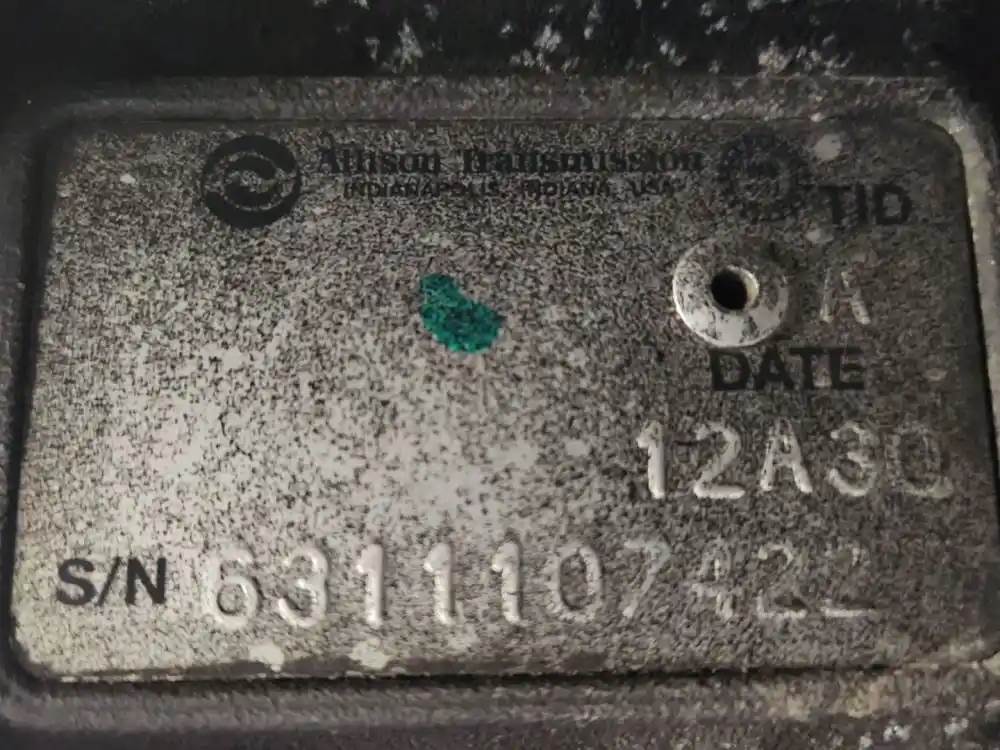 Allison Transmission
INDIANAPOLIS, INDIANA, USA
TID
A
DATE
12A30
S/N 6311107422